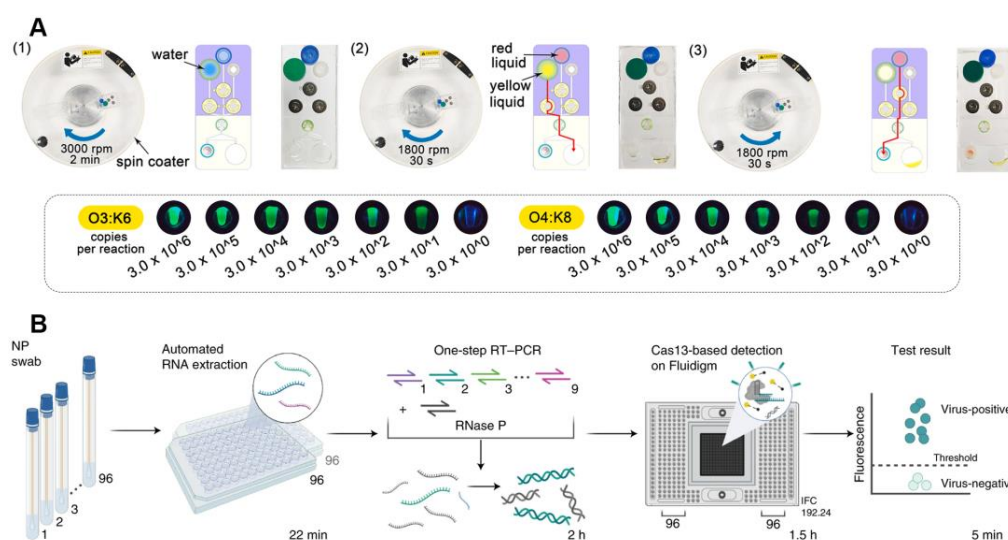 A
(1)
water
3000 rpm
2 min
spin coater
(2)
red
liquid
yellow
liquid
1800 rpm
30 s
(3)
1800 rpm
30 s
O3:K6
copies
per reaction
3.0 x 10^6
3.0 x 10^5
3.0 x 10^4
3.0 x 10^3
3.0 x 10^2
3.0 x 10^1
3.0 x 10^0
O4:K8
copies
per reaction
3.0 x 10^6
3.0 x 10^5
3.0 x 10^4
3.0 x 10^3
3.0 x 10^2
3.0 x 10^1
3.0 x 10^0
B
NP
swab
1
2
3
96
Automated
RNA extraction
96
96
22 min
One-step RT–PCR
1 2 3 ··· 9
+
RNase P
2 h
Cas13-based detection
on Fluidigm
IFC
192.24
96 96
1.5 h
Test result
Fluorescence
Virus-positive
Threshold
Virus-negative
5 min